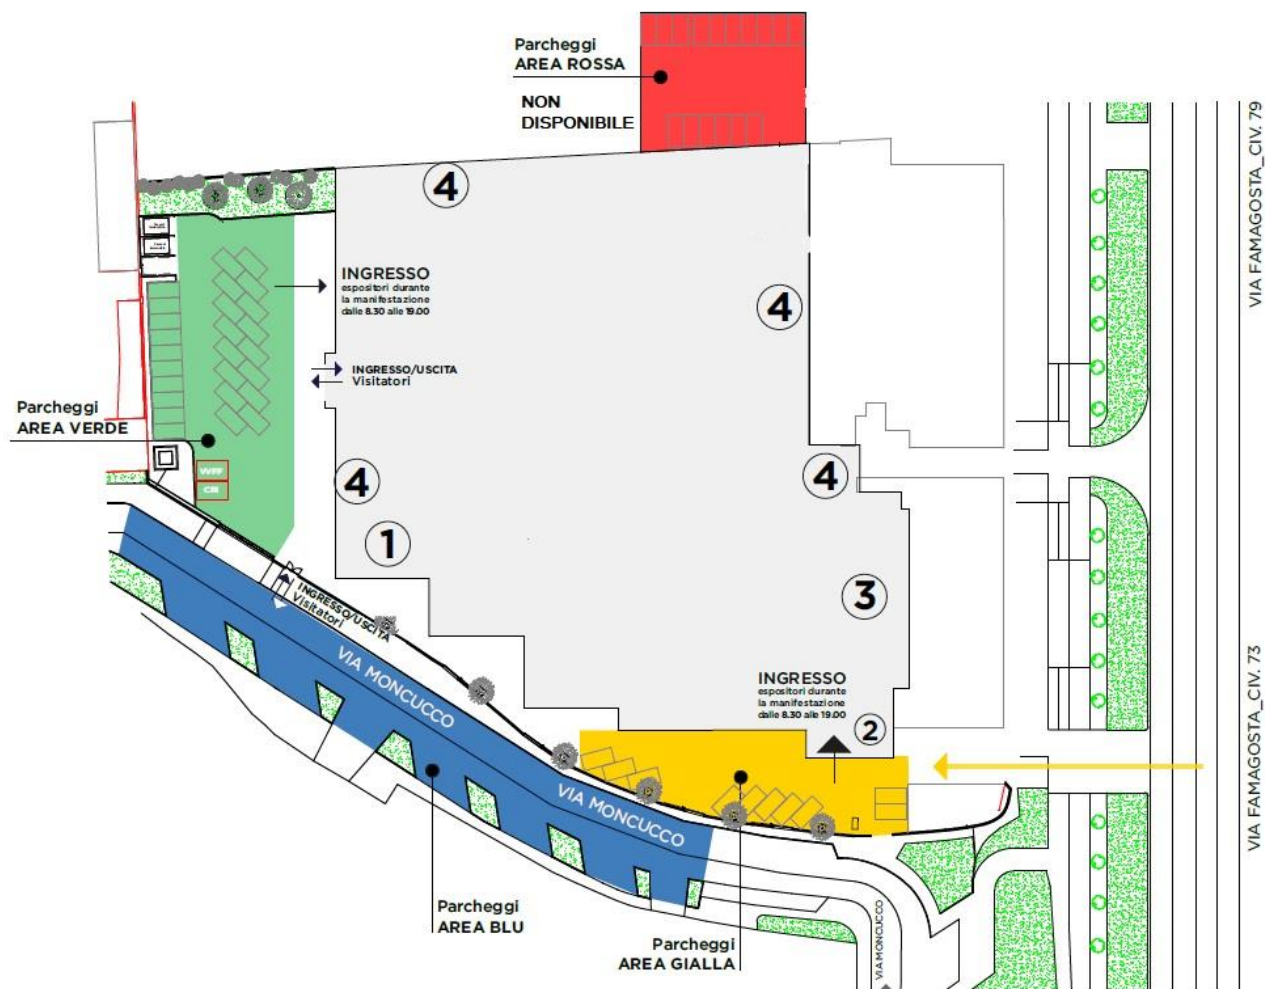 Parcheggi
AREA ROSSA
NON
DISPONIBILE
VIA FAMAGOSTA_CIV. 79
4
INGRESSO
espositori durante
la manifestazione
dalle 8.30 alle 19.00
4
INGRESSO/USCITA
Visitatori
Parcheggi
AREA VERDE
VVFF
CRI
4
4
1
INGRESSO/USCITA
Visitatori
3
VIA MONCUCCO
INGRESSO
espositori durante
la manifestazione
dalle 8.30 alle 19.00
2
VIA FAMAGOSTA_CIV. 73
VIA MONCUCCO
Parcheggi
AREA BLU
Parcheggi
AREA GIALLA
VIA MONCUCCO